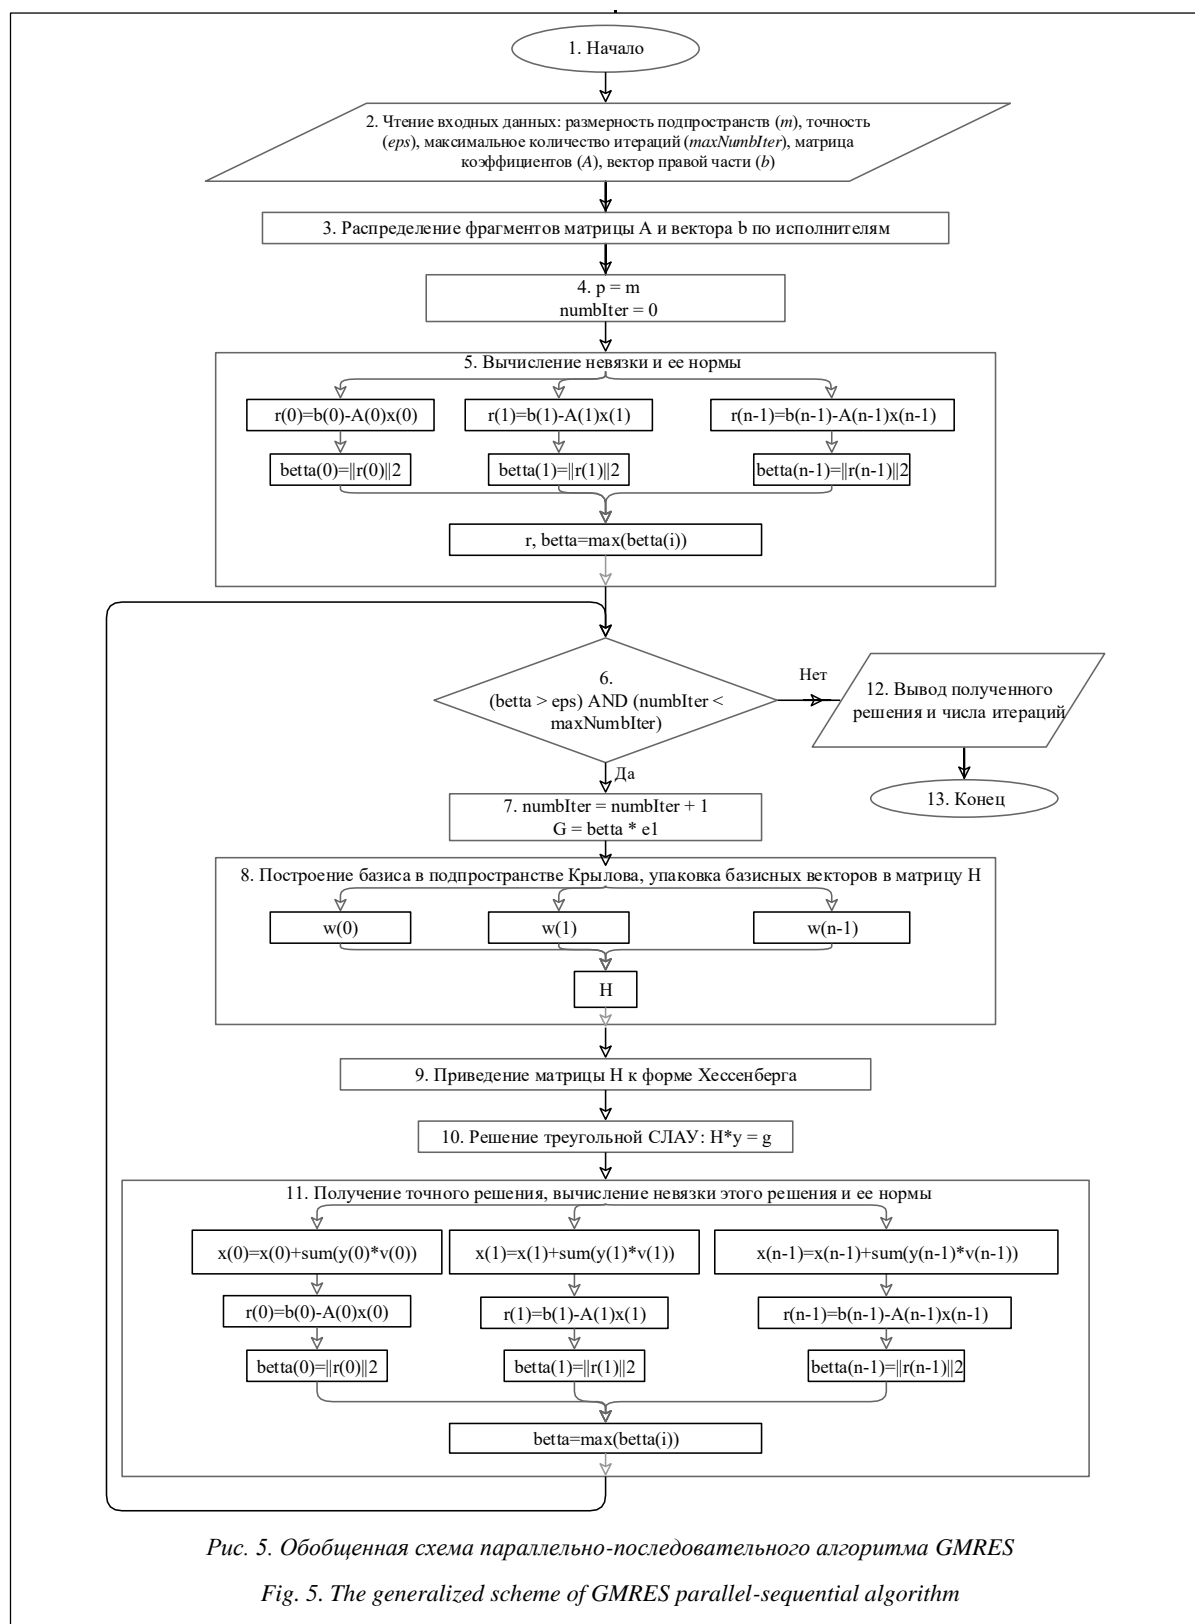 1. Начало
2. Чтение входных данных: размерность подпространств (m), точность
(eps), максимальное количество итераций (maxNumbIter), матрица
коэффициентов (A), вектор правой части (b)
3. Распределение фрагментов матрицы A и вектора b по исполнителям
4. p = m
numbIter = 0
5. Вычисление невязки и ее нормы
r(0)=b(0)-A(0)x(0)
r(1)=b(1)-A(1)x(1)
r(n-1)=b(n-1)-A(n-1)x(n-1)
betta(0)=||r(0)||2
betta(1)=||r(1)||2
betta(n-1)=||r(n-1)||2
r, betta=max(betta(i))
6.
(betta > eps) AND (numbIter <
maxNumbIter)
Нет
12. Вывод полученного
решения и числа итераций
Да
13. Конец
7. numbIter = numbIter + 1
G = betta * e1
8. Построение базиса в подпространстве Крылова, упаковка базисных векторов в матрицу H
w(0)
w(1)
w(n-1)
H
9. Приведение матрицы H к форме Хессенберга
10. Решение треугольной СЛАУ: H*y = g
11. Получение точного решения, вычисление невязки этого решения и ее нормы
x(0)=x(0)+sum(y(0)*v(0))
x(1)=x(1)+sum(y(1)*v(1))
x(n-1)=x(n-1)+sum(y(n-1)*v(n-1))
r(0)=b(0)-A(0)x(0)
r(1)=b(1)-A(1)x(1)
r(n-1)=b(n-1)-A(n-1)x(n-1)
betta(0)=||r(0)||2
betta(1)=||r(1)||2
betta(n-1)=||r(n-1)||2
betta=max(betta(i))
Рис. 5. Обобщенная схема параллельно-последовательного алгоритма GMRES
Fig. 5. The generalized scheme of GMRES parallel-sequential algorithm